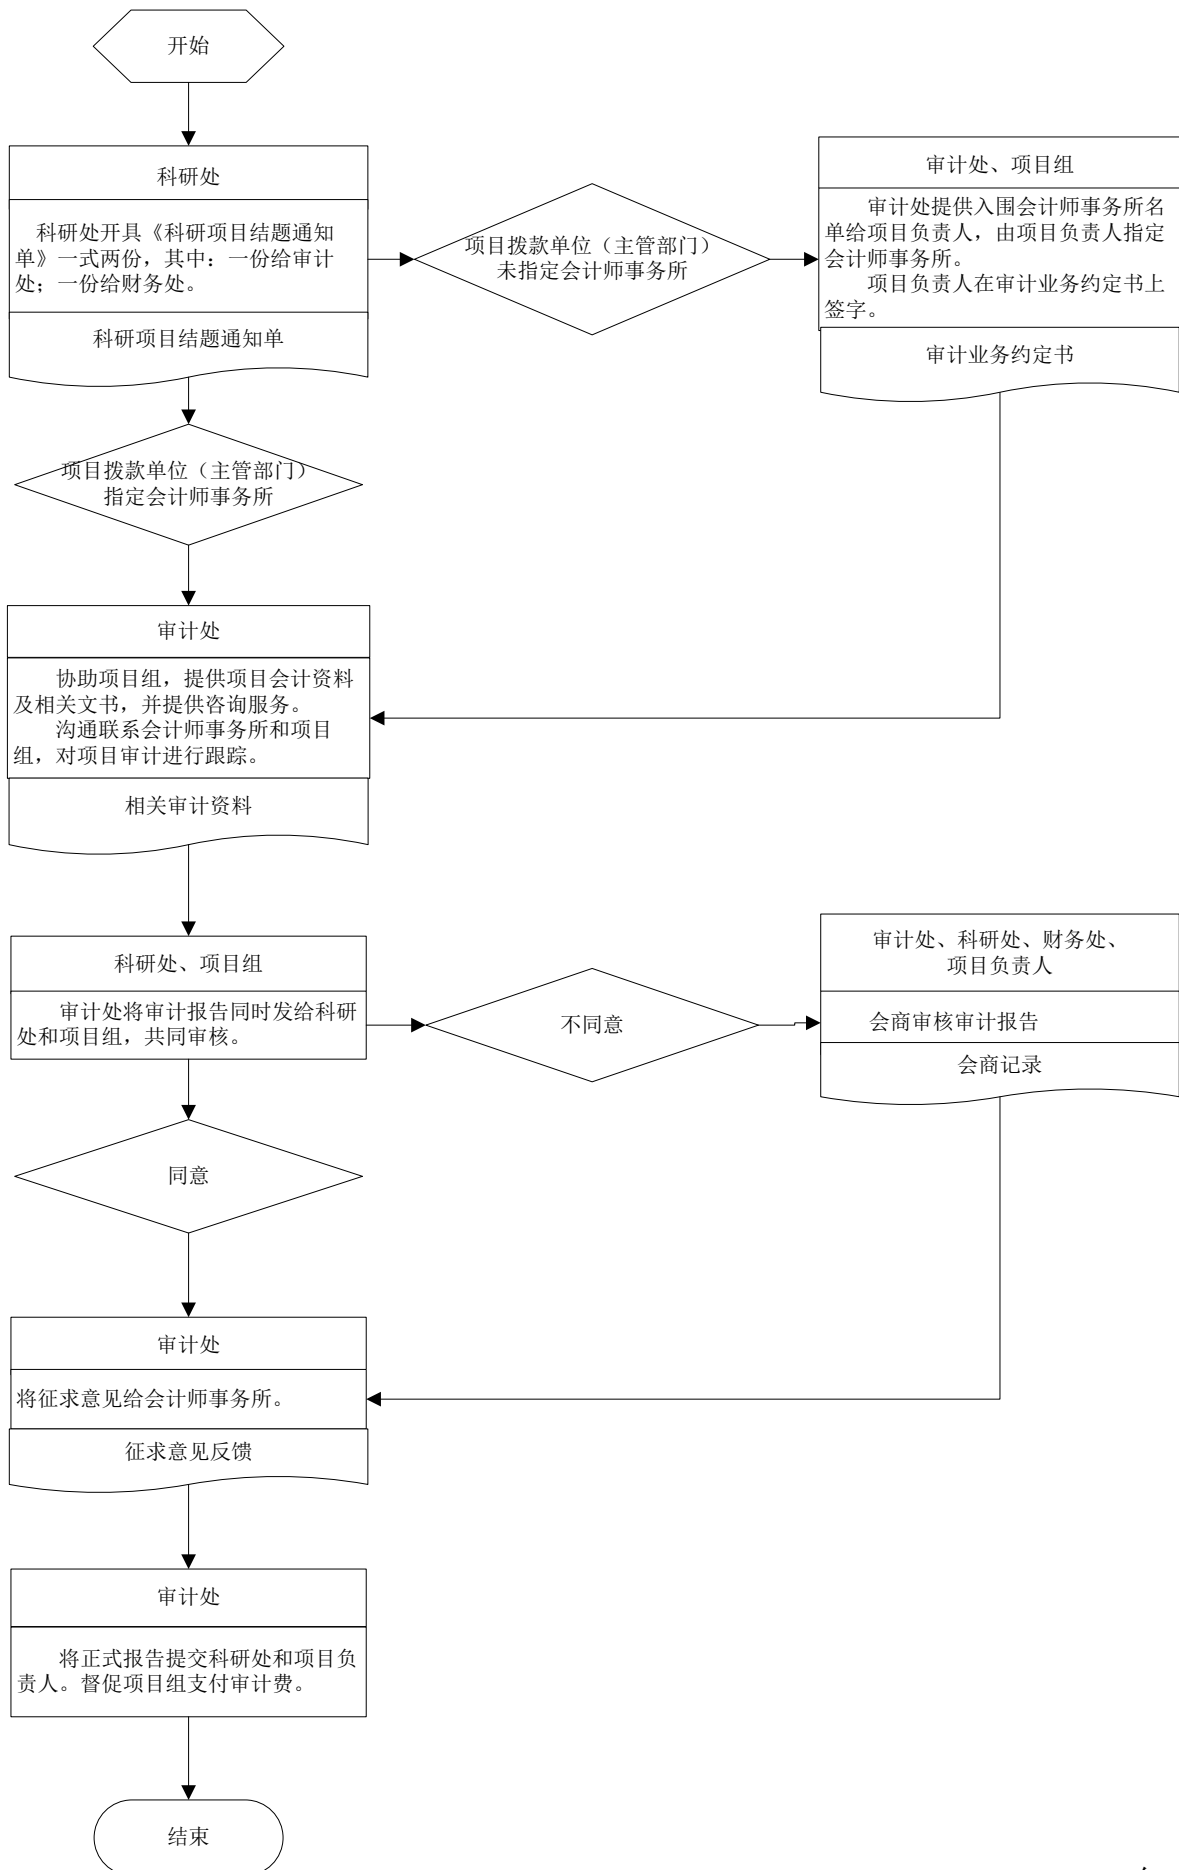 开始
科研处
科研处开具《科研项目结题通知
单》一式两份，其中：一份给审计
处；一份给财务处。
科研项目结题通知单
项目拨款单位（主管部门）
未指定会计师事务所
审计处、项目组
审计处提供入围会计师事务所名
单给项目负责人，由项目负责人指定
会计师事务所。
项目负责人在审计业务约定书上
签字。
审计业务约定书
项目拨款单位（主管部门）
指定会计师事务所
审计处
协助项目组，提供项目会计资料
及相关文书，并提供咨询服务。
沟通联系会计师事务所和项目
组，对项目审计进行跟踪。
相关审计资料
科研处、项目组
审计处将审计报告同时发给科研
处和项目组，共同审核。
不同意
审计处、科研处、财务处、
项目负责人
会商审核审计报告
会商记录
同意
审计处
将征求意见给会计师事务所。
征求意见反馈
审计处
将正式报告提交科研处和项目负
责人。督促项目组支付审计费。
结束